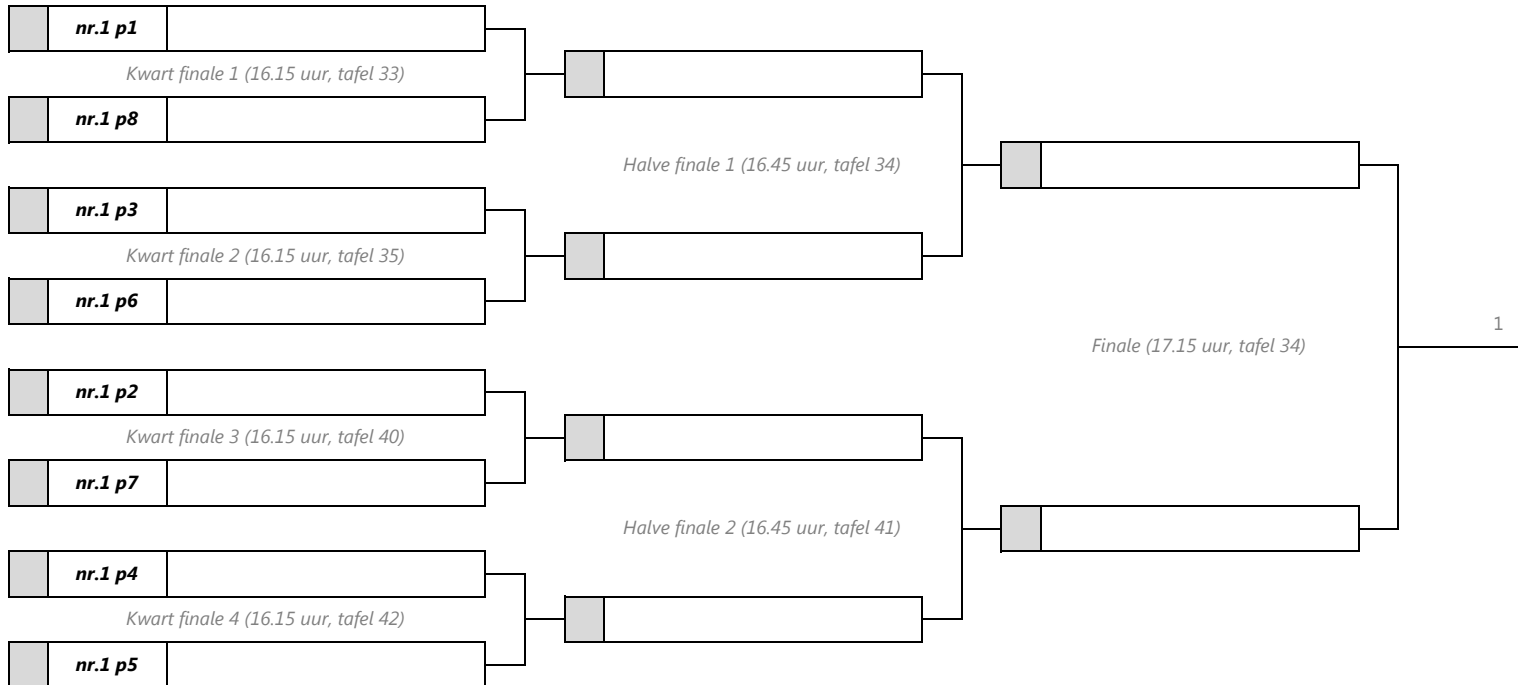 nr.1 p1
Kwart finale 1 (16.15 uur, tafel 33)
nr.1 p8
Halve finale 1 (16.45 uur, tafel 34)
nr.1 p3
Kwart finale 2 (16.15 uur, tafel 35)
nr.1 p6
1
Finale (17.15 uur, tafel 34)
nr.1 p2
Kwart finale 3 (16.15 uur, tafel 40)
nr.1 p7
Halve finale 2 (16.45 uur, tafel 41)
nr.1 p4
Kwart finale 4 (16.15 uur, tafel 42)
nr.1 p5